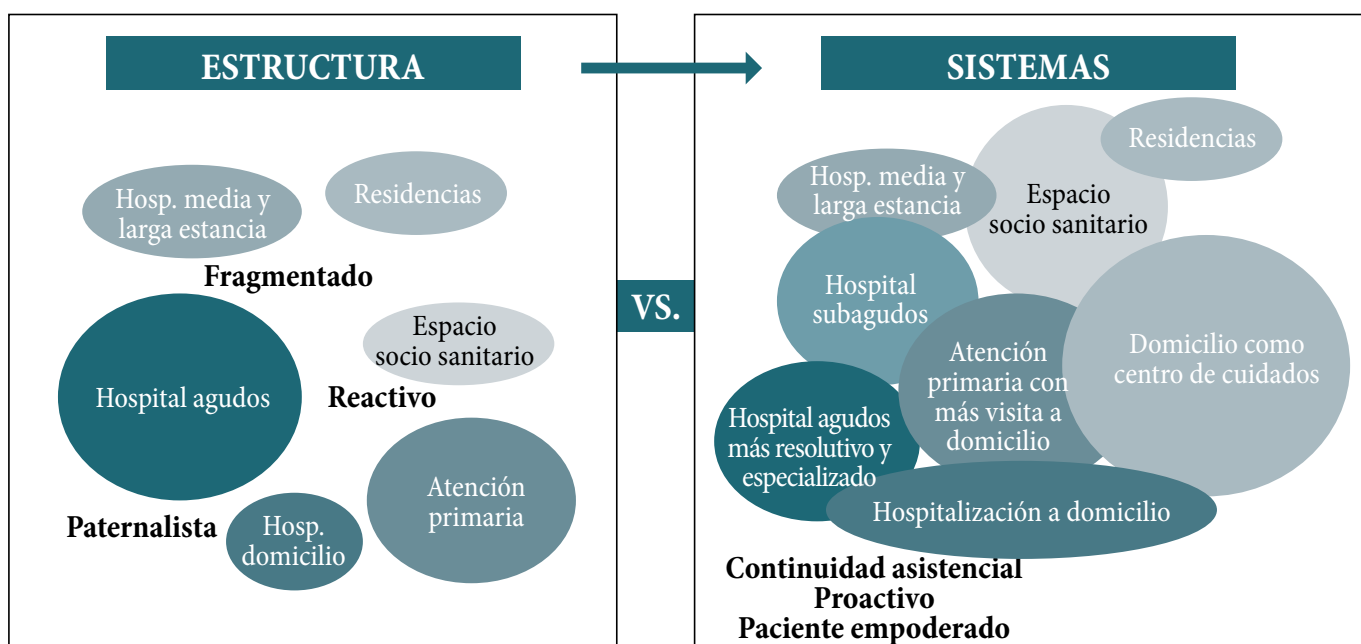 ESTRUCTURA
Hosp. media y
larga estancia
Residencias
Fragmentado
Espacio
socio sanitario
Hospital agudos
Reactivo
Atención
primaria
Paternalista
Hosp.
domicilio
VS.
SISTEMAS
Residencias
Hosp. media y
larga estancia
Espacio
socio sanitario
Hospital
subagudos
Atención
primaria con
más visita a
domicilio
Domicilio como
centro de cuidados
Hospital agudos
más resolutivo y
especializado
Hospitalización a domicilio
Continuidad asistencial
Proactivo
Paciente empoderado